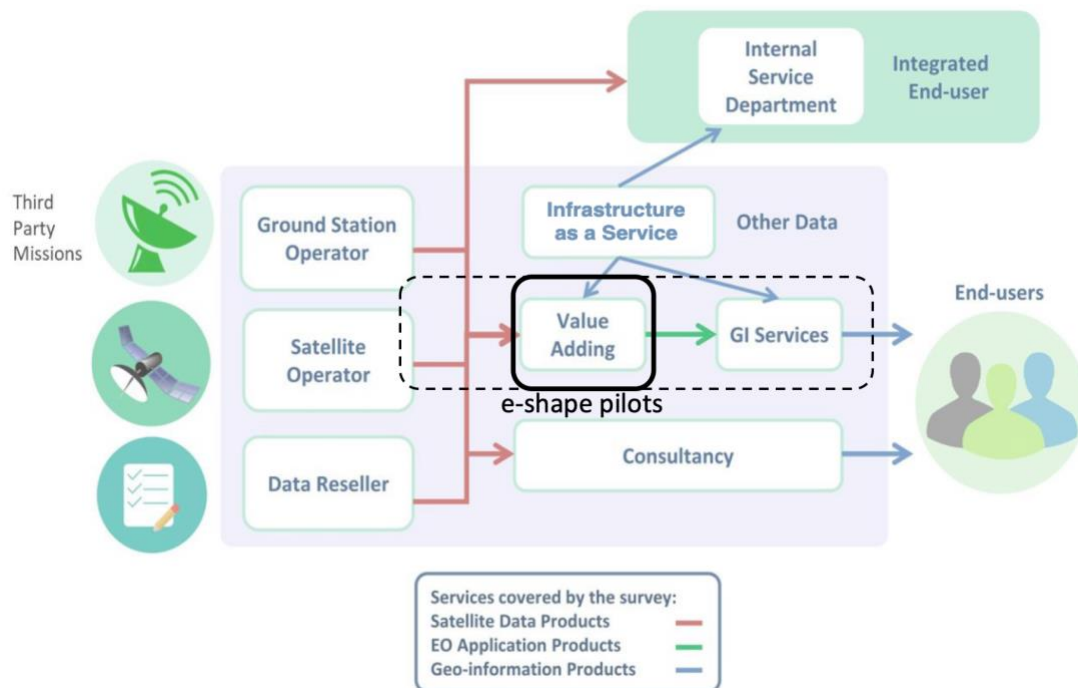 Internal
Service
Department
Integrated
End-user
Third
Party
Missions
Ground Station
Operator
Infrastructure
as a Service
Other Data
Satellite
Operator
Value
Adding
GI Services
End-users
e-shape pilots
Data Reseller
Consultancy
Services covered by the survey:
Satellite Data Products
EO Application Products
Geo-information Products